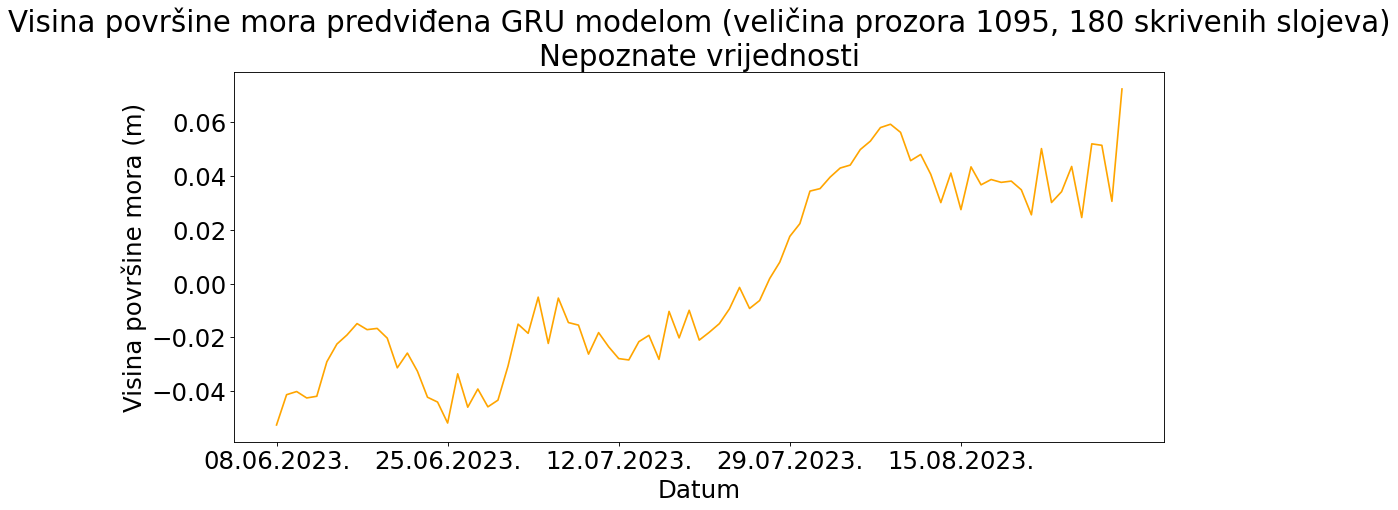 Visina površine mora predviđena GRU modelom (veličina prozora 1095, 180 skrivenih slojeva)
Nepoznate vrijednosti
Visina površine mora (m)
0.06
0.04
0.02
0.00
−0.02
−0.04
08.06.2023. 25.06.2023. 12.07.2023. 29.07.2023. 15.08.2023.
Datum